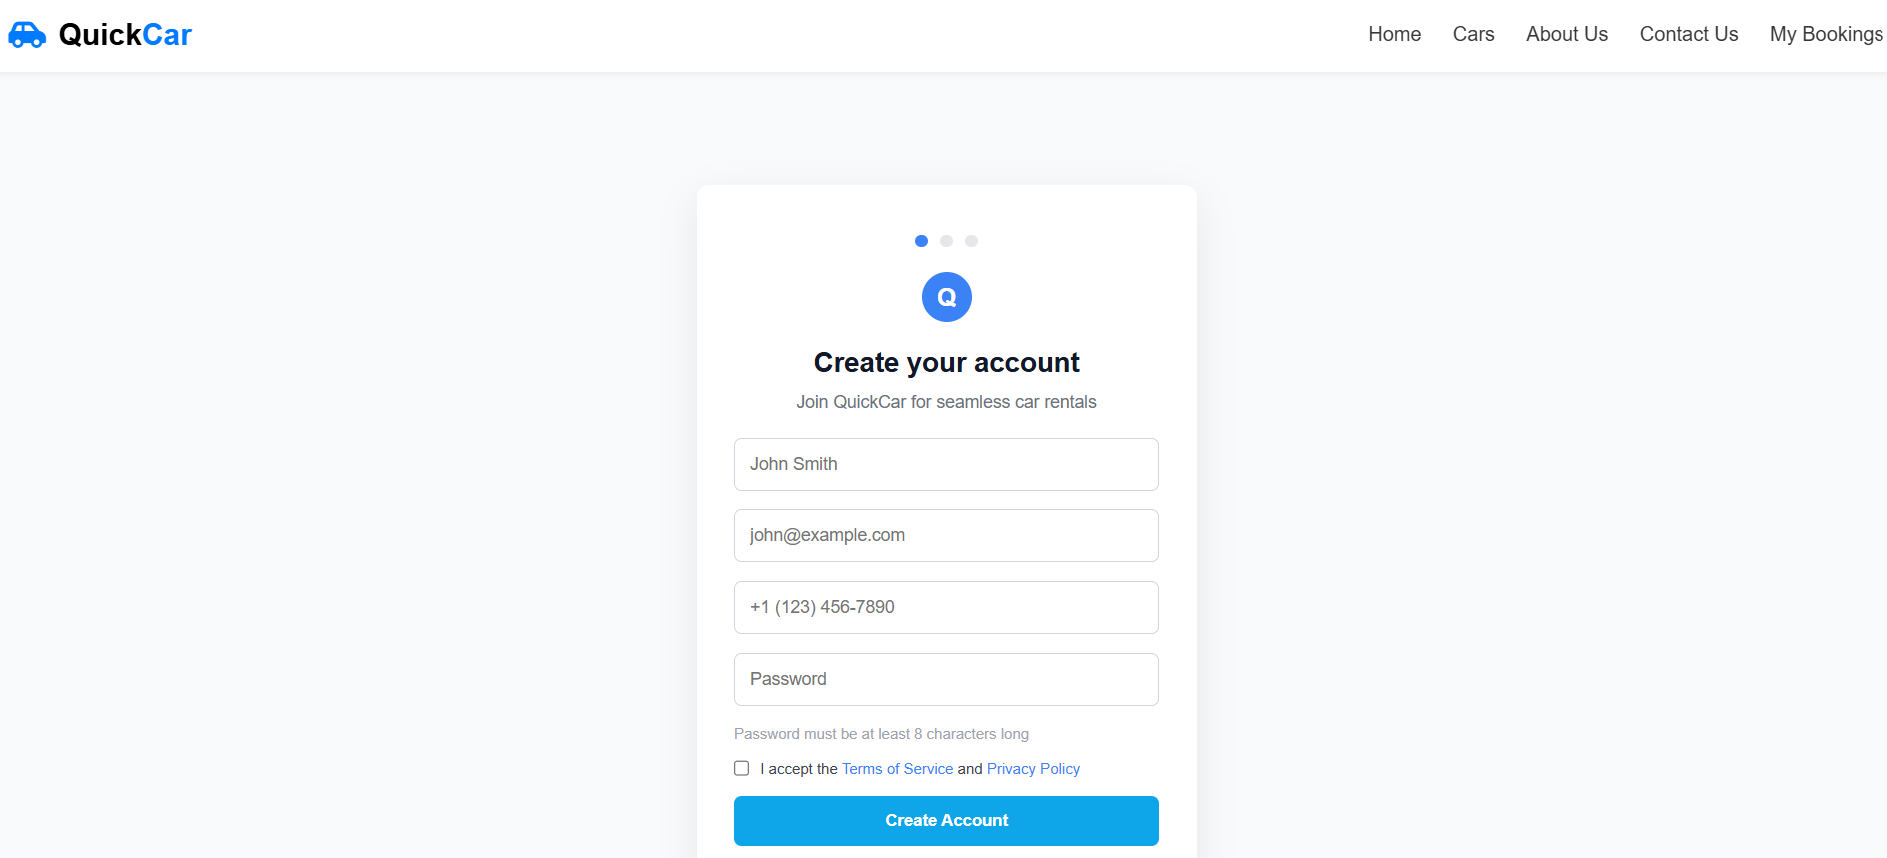 QuickCar
Home Cars About Us Contact Us My Bookings
Q
Create your account
Join QuickCar for seamless car rentals
John Smith
john@example.com
+1 (123) 456-7890
Password
Password must be at least 8 characters long
I accept the Terms of Service and Privacy Policy
Create Account